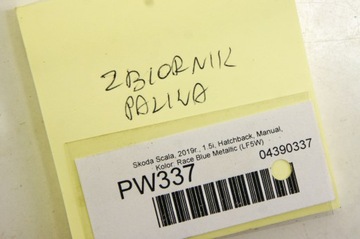 ZBIORNIK
PALIWA
Skoda Scala, 2019r., 1.5i, Hatchback, Manual,
Kolor: Race Blue Metallic (LF5W)
PW337
04390337